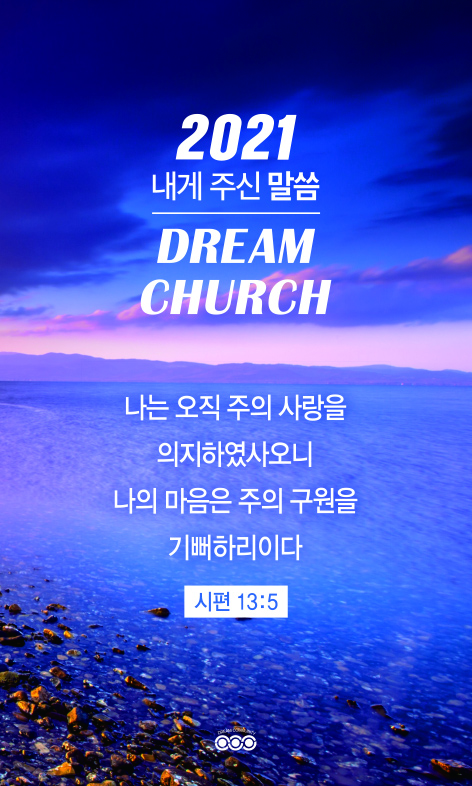 2021
내게 주신 말씀
DREAM
CHURCH
나는 오직 주의 사랑을
의지하였사오니
나의 마음은 주의 구원을
기뻐하리이다
시편 13:5